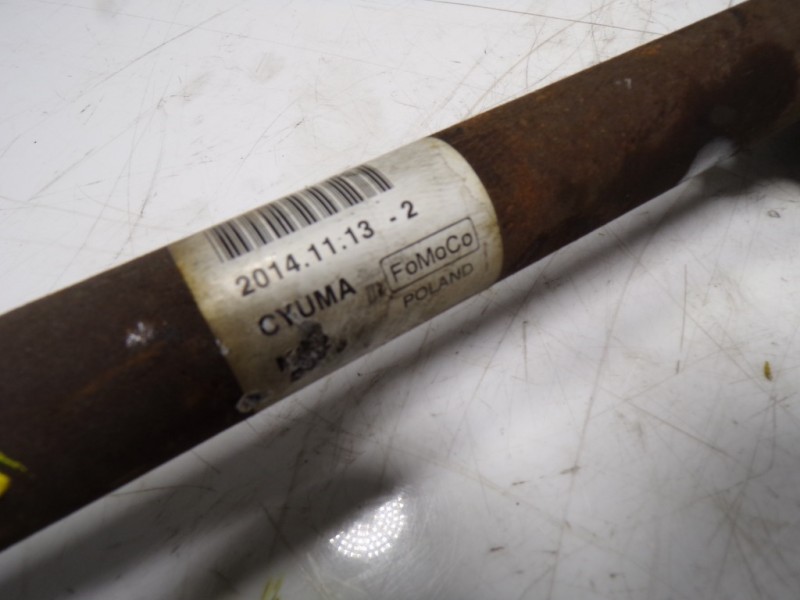 2014.11.13 - 2
CYUMA
FoMoCo
POLAND